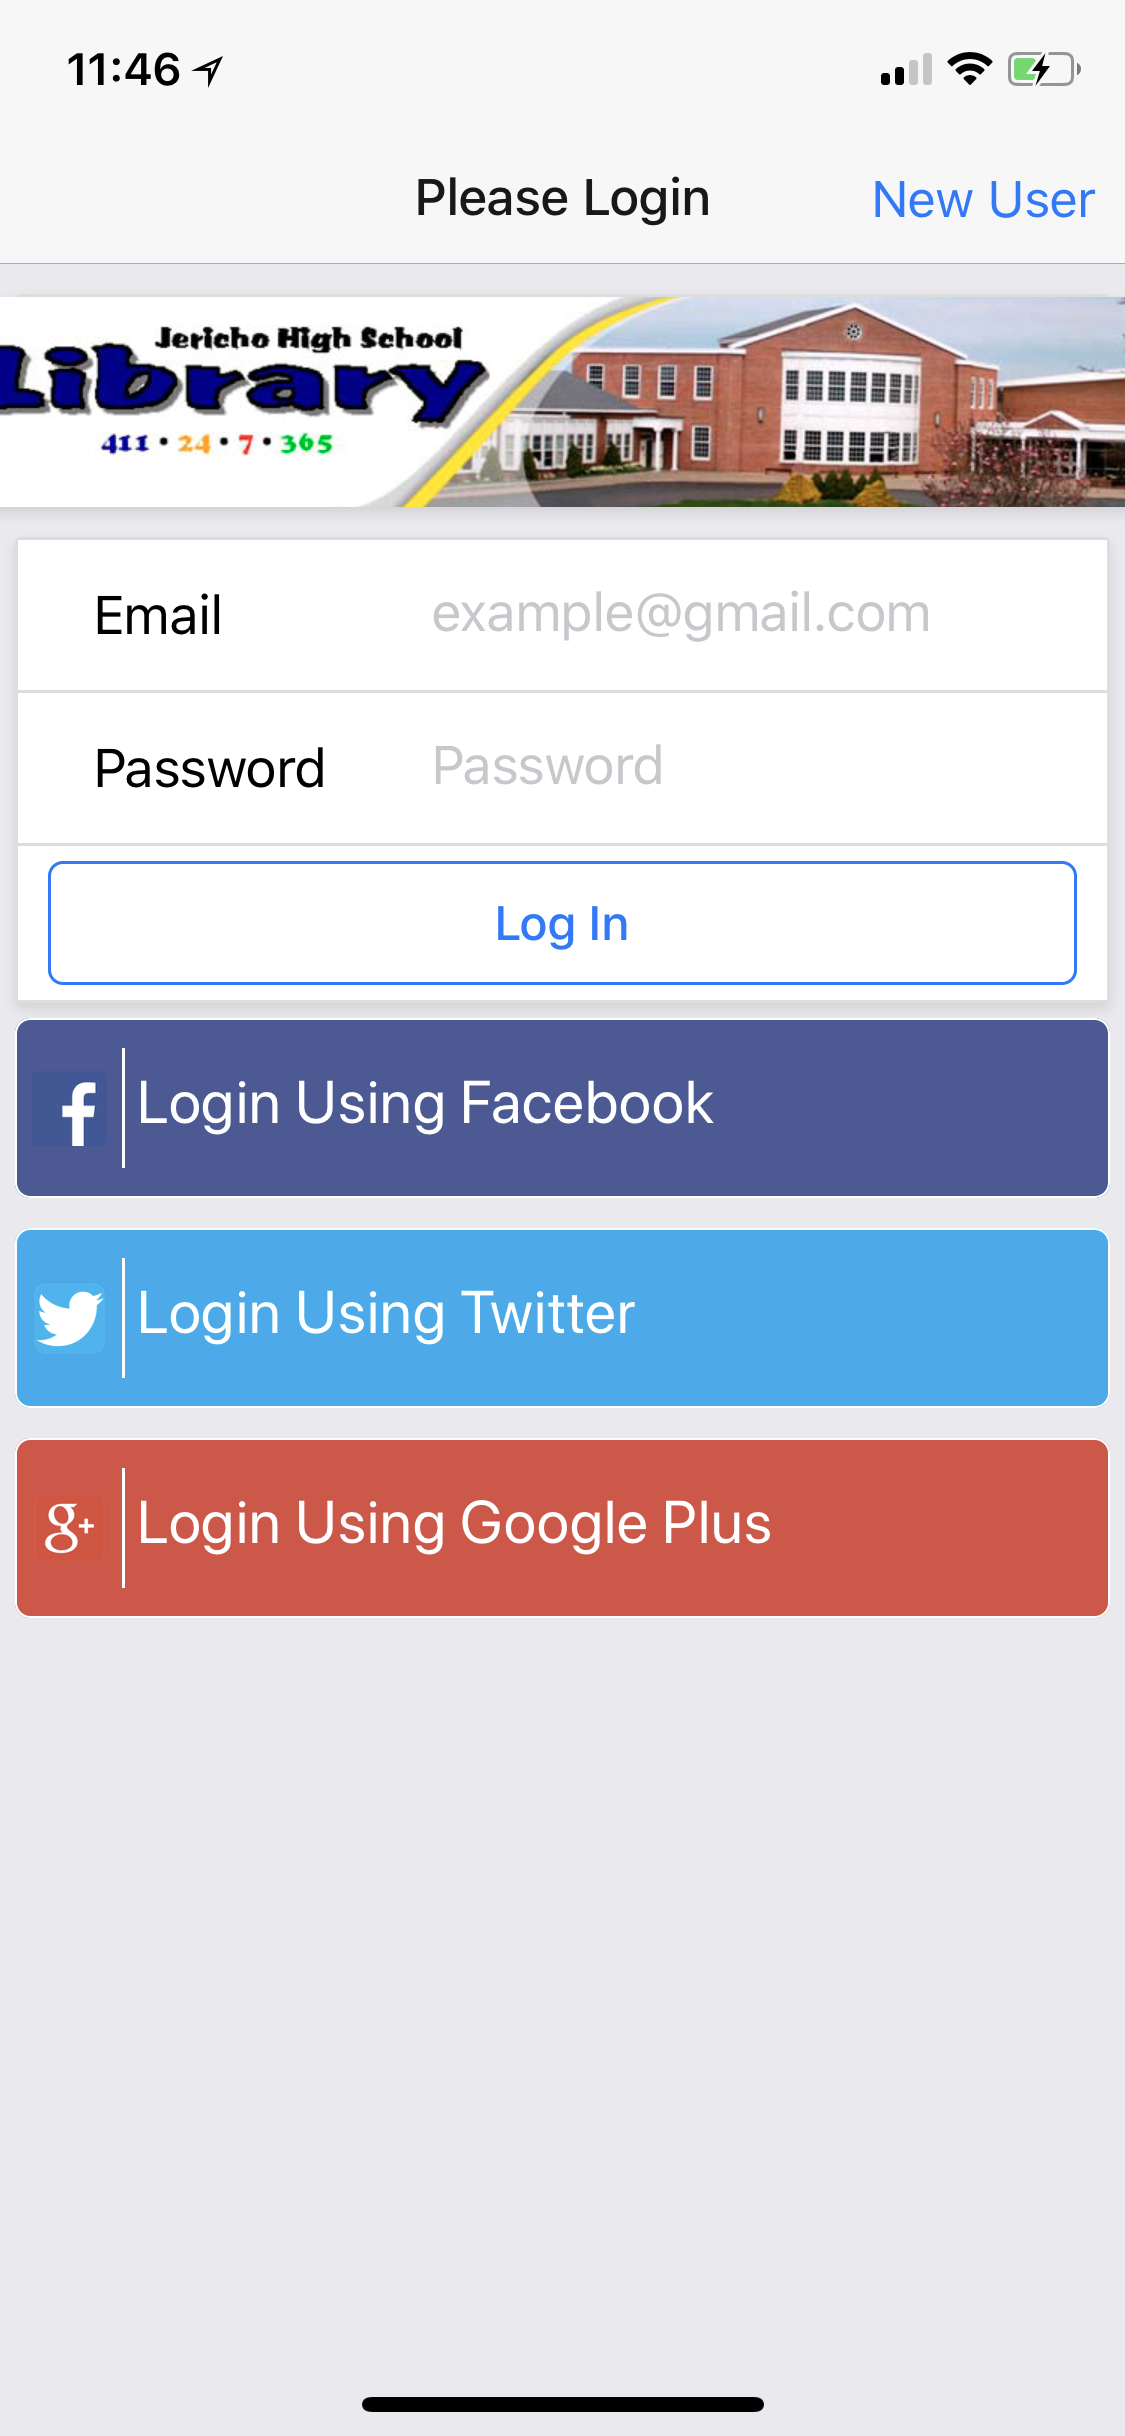 11:46
Please Login
New User
Jericho High School
Library
411 • 24 • 7 • 365
Email
example@gmail.com
Password
Password
Log In
f
Login Using Facebook
Login Using Twitter
g+
Login Using Google Plus